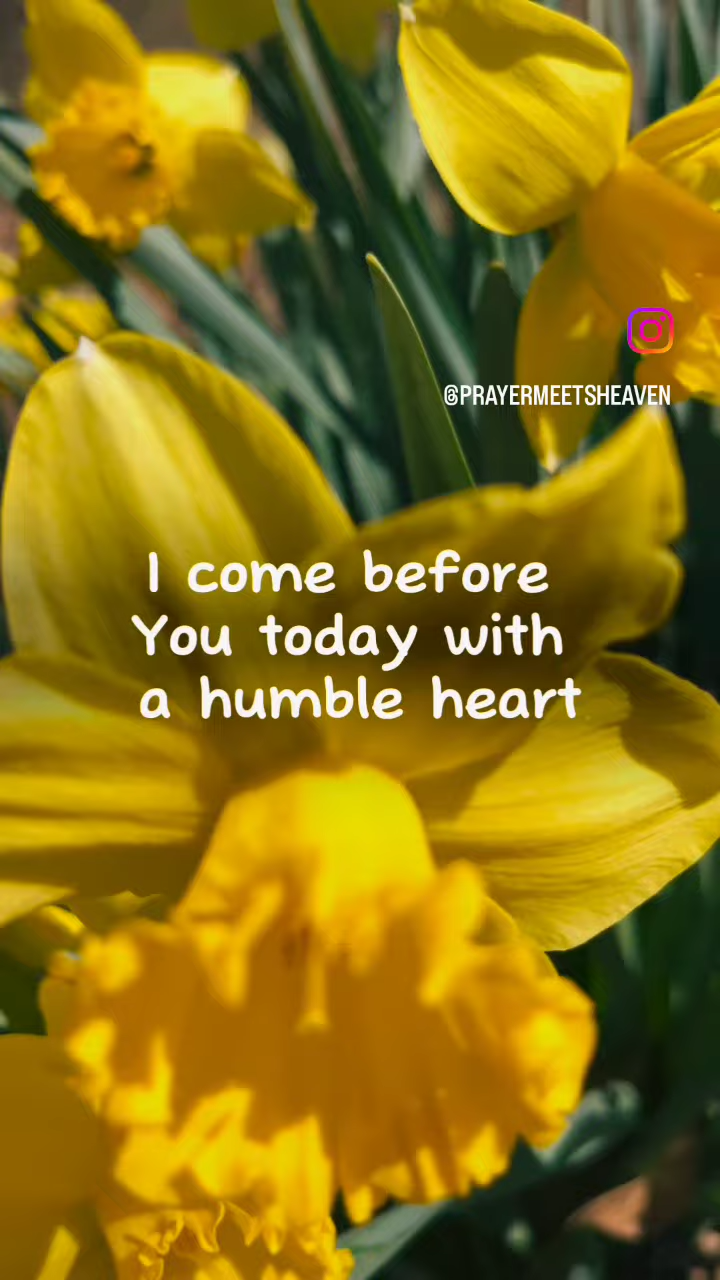 @PRAYERMEETSHEAVEN
I come before
You today with
a humble heart